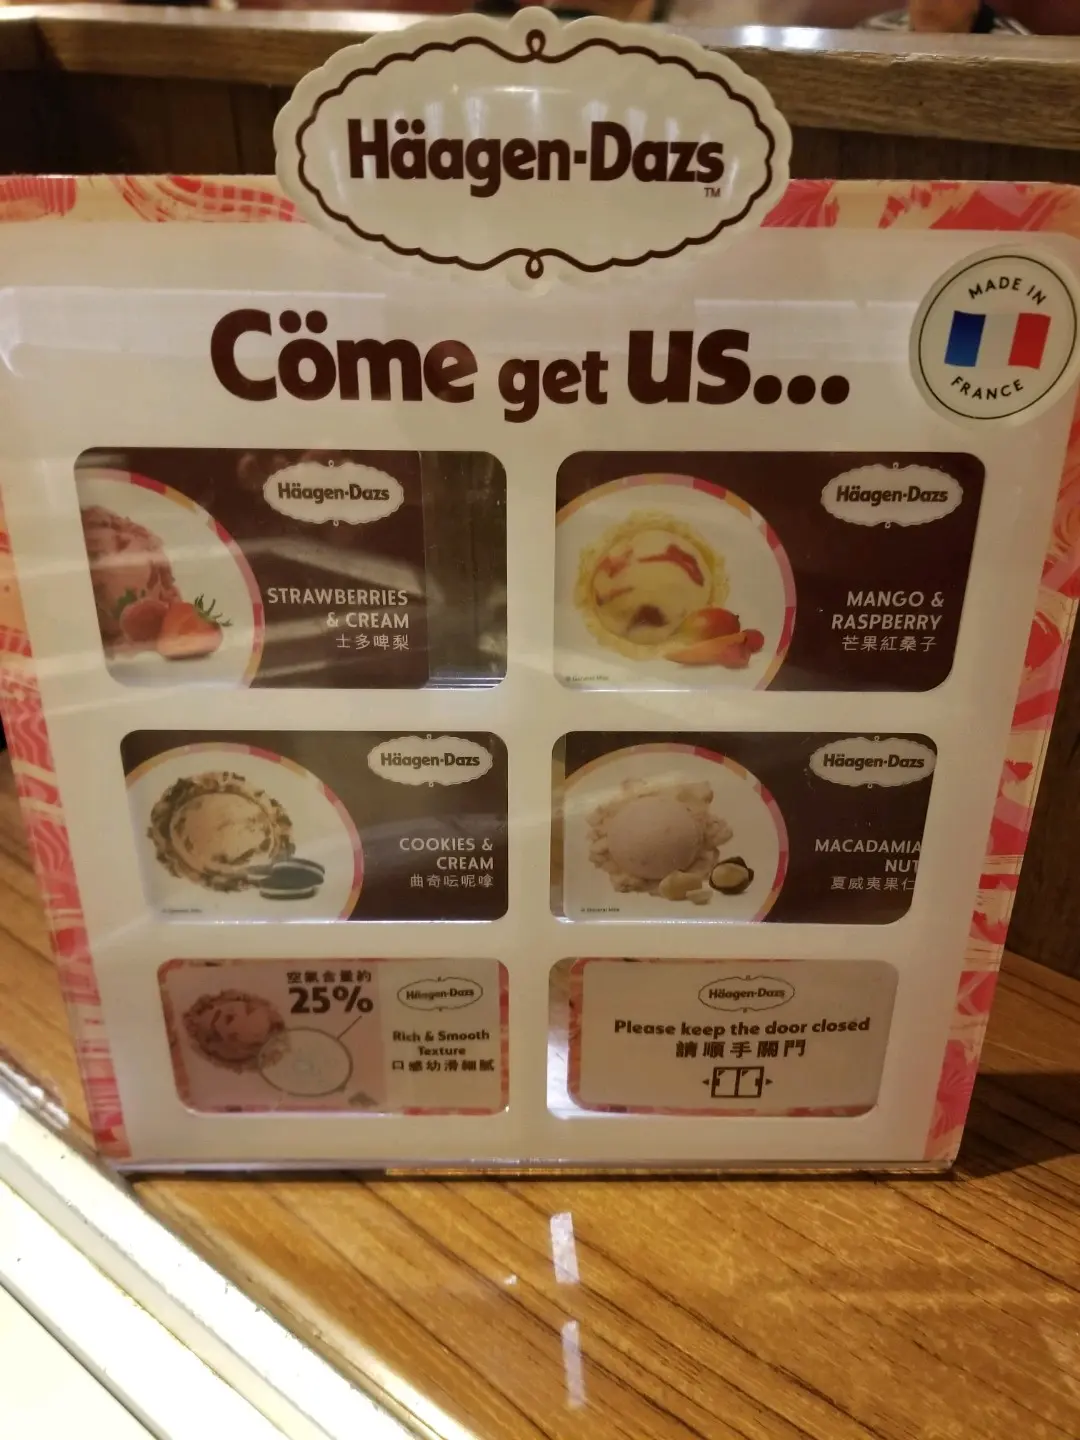 Häagen-Dazs
TM
MADE IN
FRANCE
Cöme get us...
Häagen-Dazs
STRAWBERRIES
& CREAM
士多啤梨
Häagen-Dazs
MANGO &
RASPBERRY
芒果紅桑子
Häagen-Dazs
COOKIES &
CREAM
曲奇呍呢嗱
Häagen-Dazs
MACADAMIA
NUT
夏威夷果仁
空氣含量約
25%
Häagen-Dazs
Rich & Smooth
Texture
口感幼滑細膩
Häagen-Dazs
Please keep the door closed
請順手關門